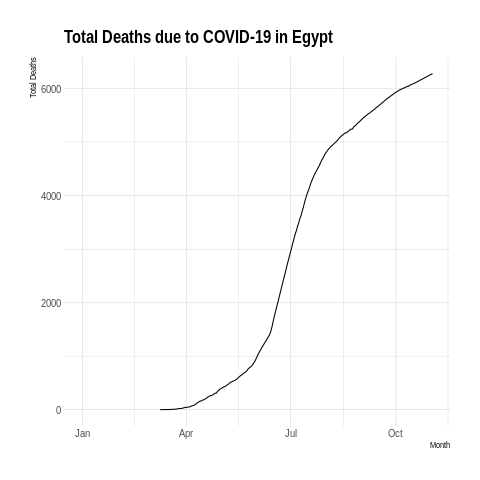 Total Deaths due to COVID-19 in Egypt
Total Deaths
6000
4000
2000
0
Jan Apr Jul Oct
Month